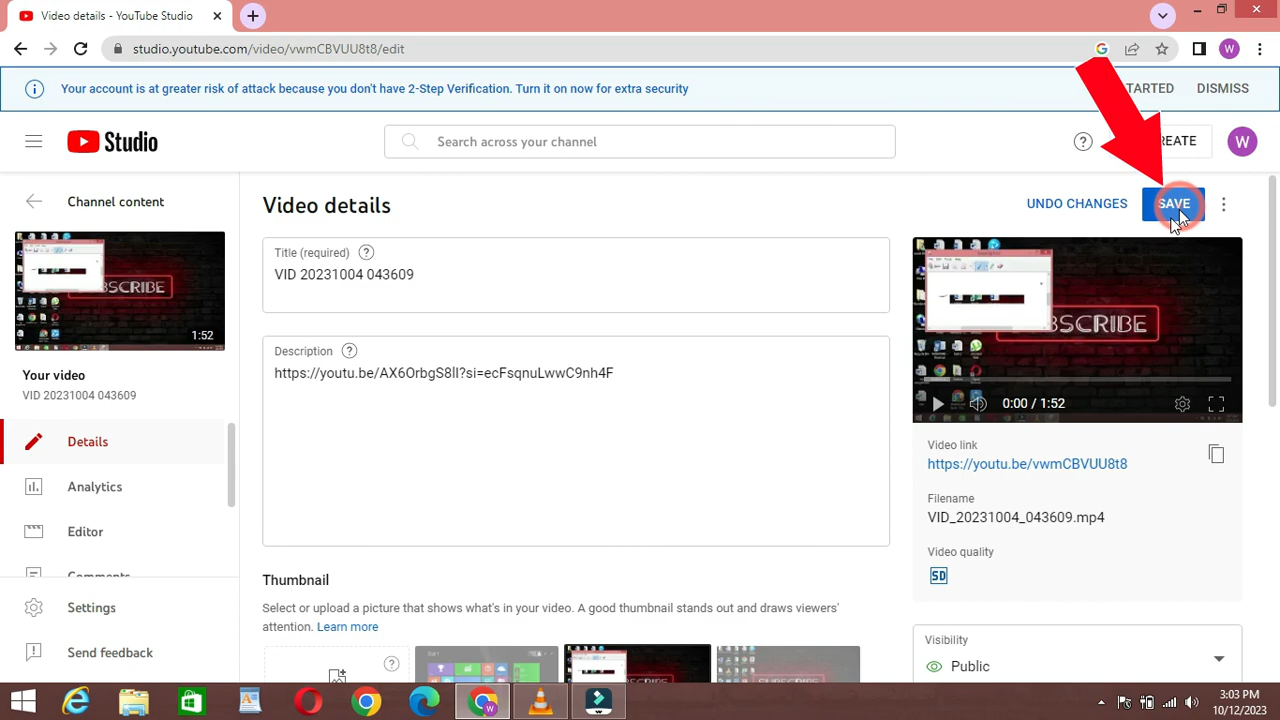 Video details - YouTube Studio
studio.youtube.com/video/vwmCBVUU8t8/edit
W
Your account is at greater risk of attack because you don't have 2-Step Verification. Turn it on now for extra security
TARTED
DISMISS
Studio
Search across your channel
REATE
W
Channel content
Video details
UNDO CHANGES
SAVE
Title (required)
VID 20231004 043609
SUBSCRIBE
1:52
Description
https://youtu.be/AX6OrbgS8lI?si=ecFsqnuLwwC9nh4F
Your video
VID 20231004 043609
0:00 / 1:52
Details
Video link
https://youtu.be/vwmCBVUU8t8
Analytics
Filename
VID_20231004_043609.mp4
Editor
Video quality
SD
Comments
Thumbnail
Select or upload a picture that shows what's in your video. A good thumbnail stands out and draws viewers'
attention. Learn more
Settings
Visibility
Public
Send feedback
3:03 PM
10/12/2023